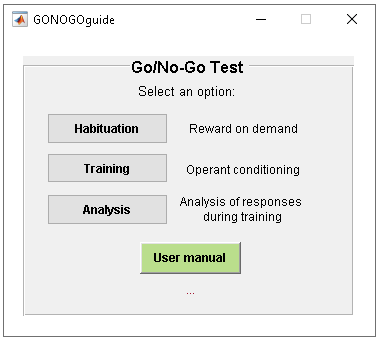 GONOGOguide
Go/No-Go Test
Select an option:
Habituation
Reward on demand
Training
Operant conditioning
Analysis
Analysis of responses
during training
User manual
...